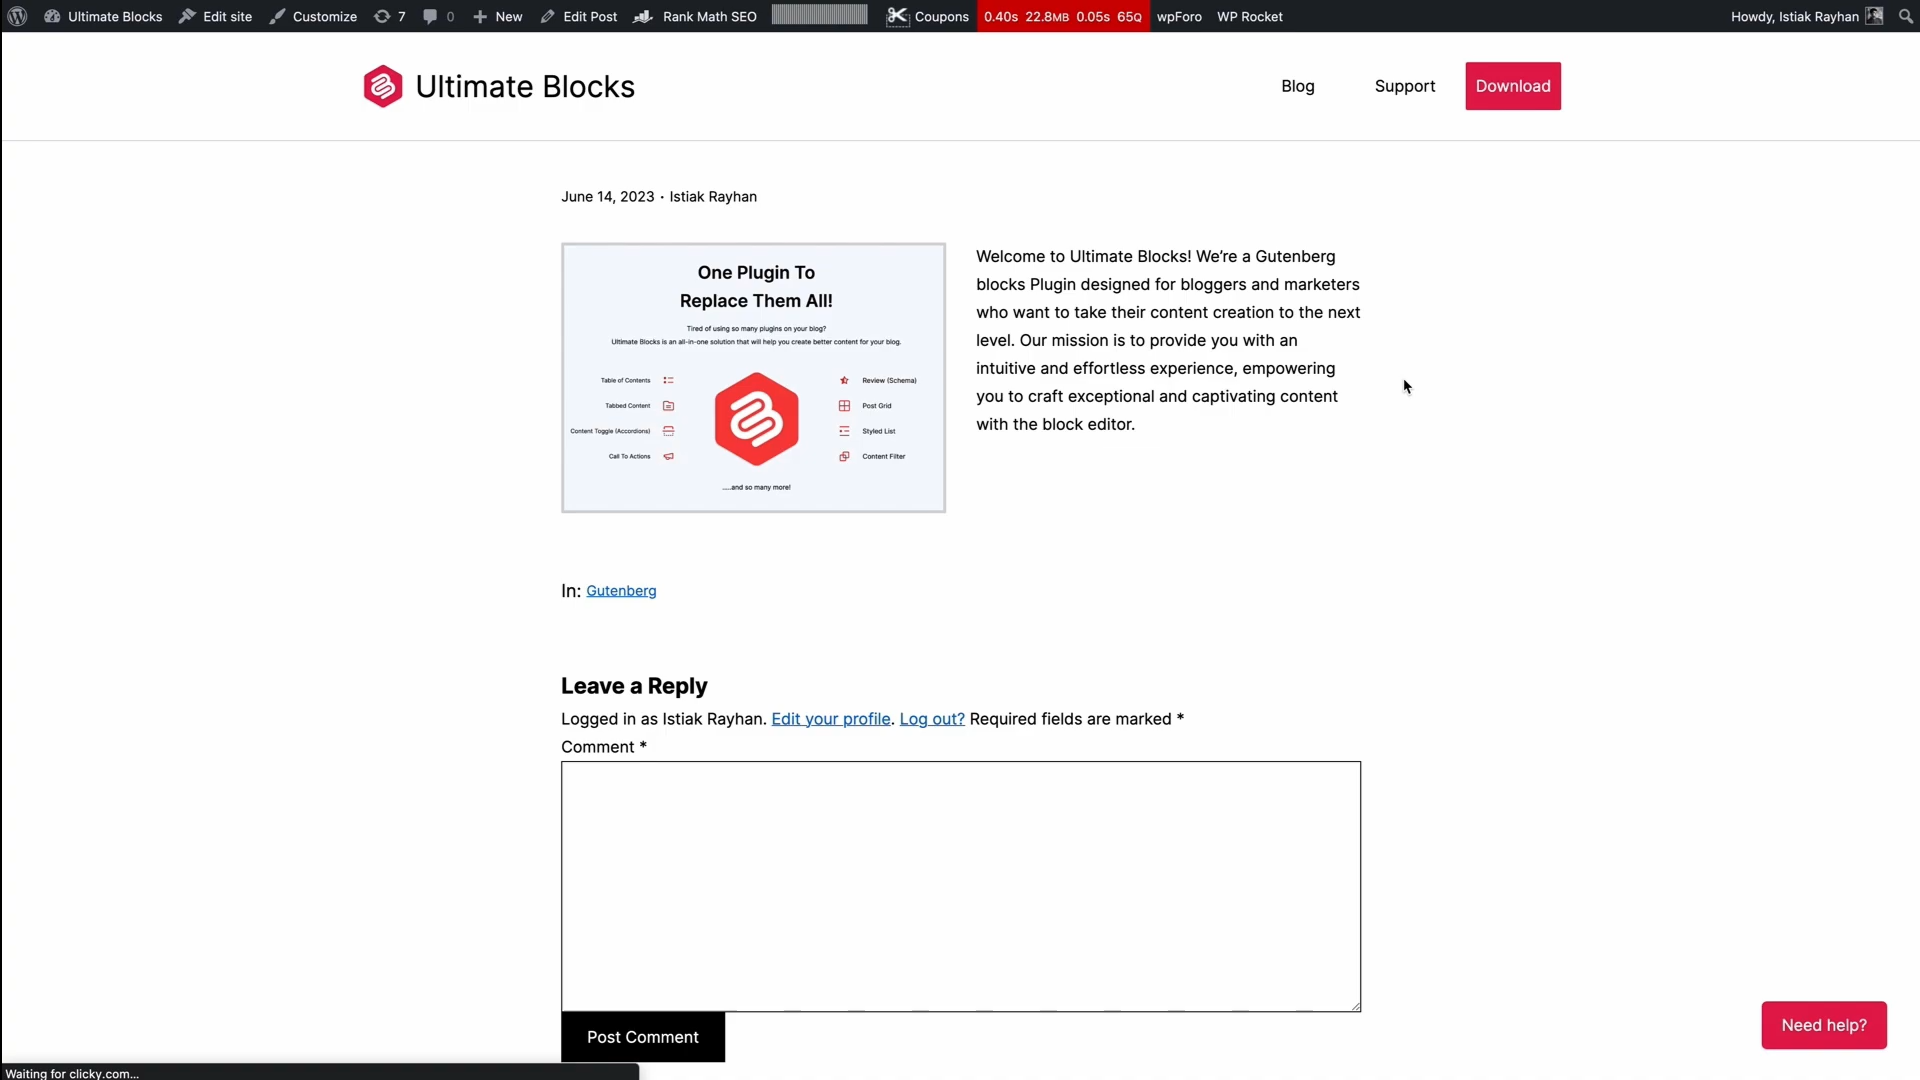 Ultimate Blocks Edit site Customize 7 0 New Edit Post Rank Math SEO Coupons 0.40s 22.8MB 0.05s 65Q wpForo WP Rocket Howdy, Istiak Rayhan
Ultimate Blocks
Blog Support Download
June 14, 2023 · Istiak Rayhan
One Plugin To
Replace Them All!
Tired of using so many plugins on your blog?
Ultimate Blocks is an all-in-one solution that will help you create better content for your blog.
Table of Contents
Tabbed Content
Content Toggle (Accordions)
Call To Actions
Review (Schema)
Post Grid
Styled List
Content Filter
.....and so many more!
Welcome to Ultimate Blocks! We’re a Gutenberg
blocks Plugin designed for bloggers and marketers
who want to take their content creation to the next
level. Our mission is to provide you with an
intuitive and effortless experience, empowering
you to craft exceptional and captivating content
with the block editor.
In: Gutenberg
Leave a Reply
Logged in as Istiak Rayhan. Edit your profile. Log out? Required fields are marked *
Comment *
Post Comment
Need help?
Waiting for clicky.com...